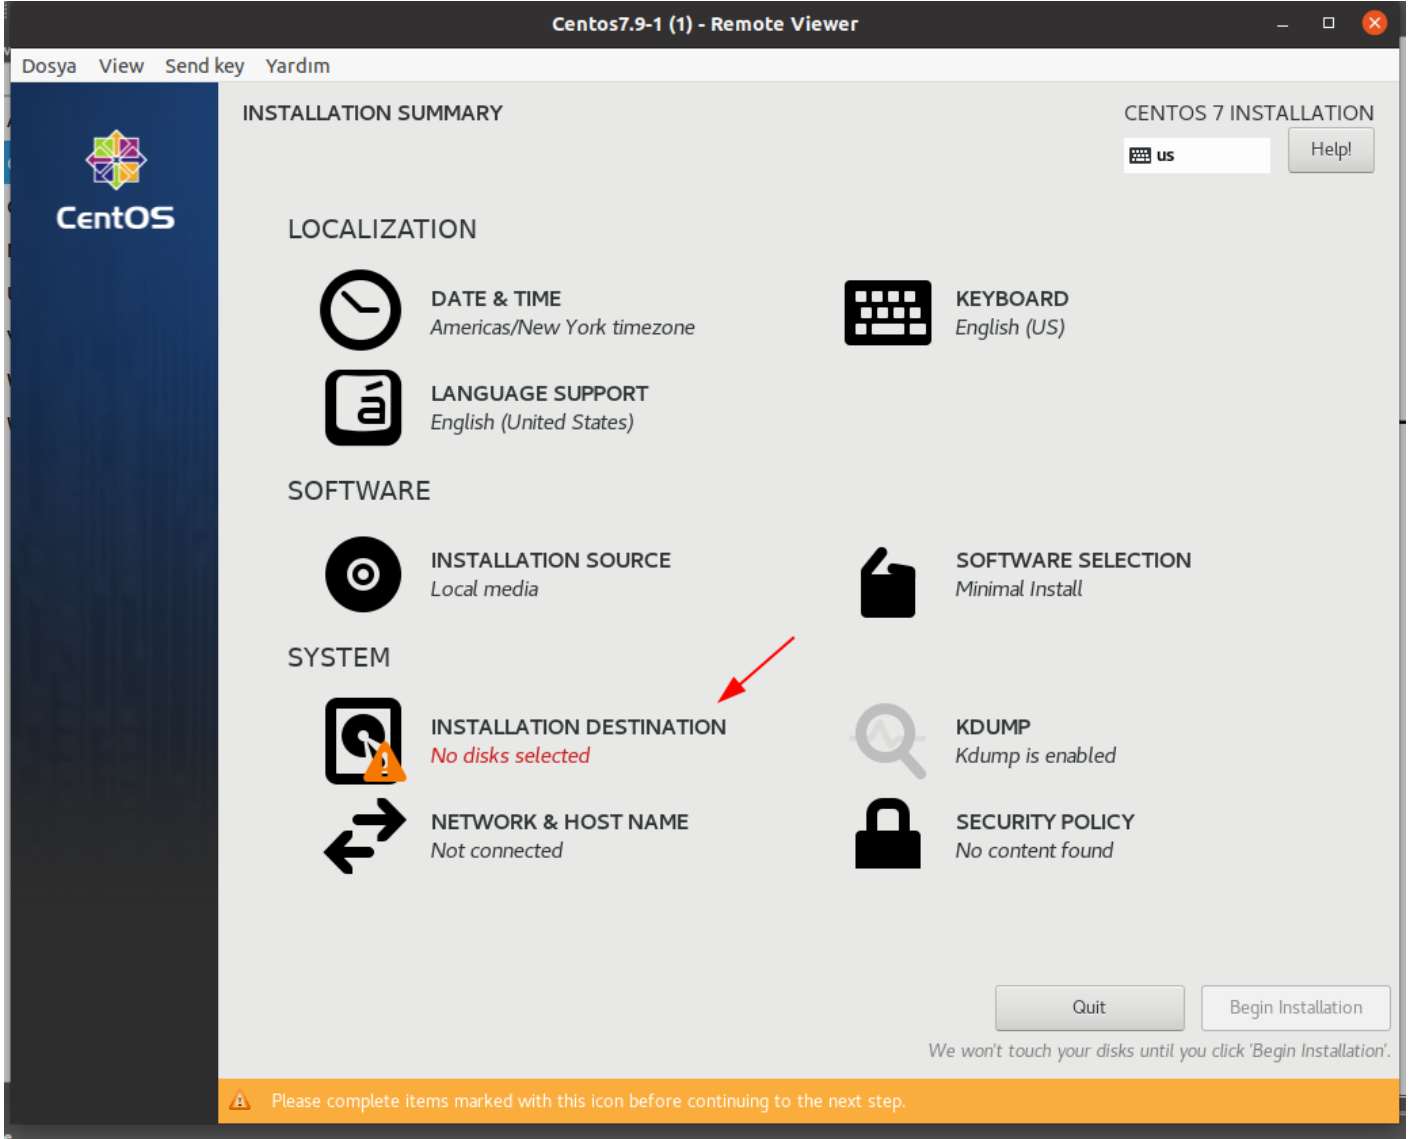 Centos7.9-1 (1) - Remote Viewer
Dosya View Send key Yardım
CentOS
INSTALLATION SUMMARY
CENTOS 7 INSTALLATION
us
Help!
LOCALIZATION
DATE & TIME
Americas/New York timezone
KEYBOARD
English (US)
LANGUAGE SUPPORT
English (United States)
SOFTWARE
INSTALLATION SOURCE
Local media
SOFTWARE SELECTION
Minimal Install
SYSTEM
INSTALLATION DESTINATION
No disks selected
KDUMP
Kdump is enabled
NETWORK & HOST NAME
Not connected
SECURITY POLICY
No content found
Quit
Begin Installation
We won't touch your disks until you click 'Begin Installation'.
Please complete items marked with this icon before continuing to the next step.